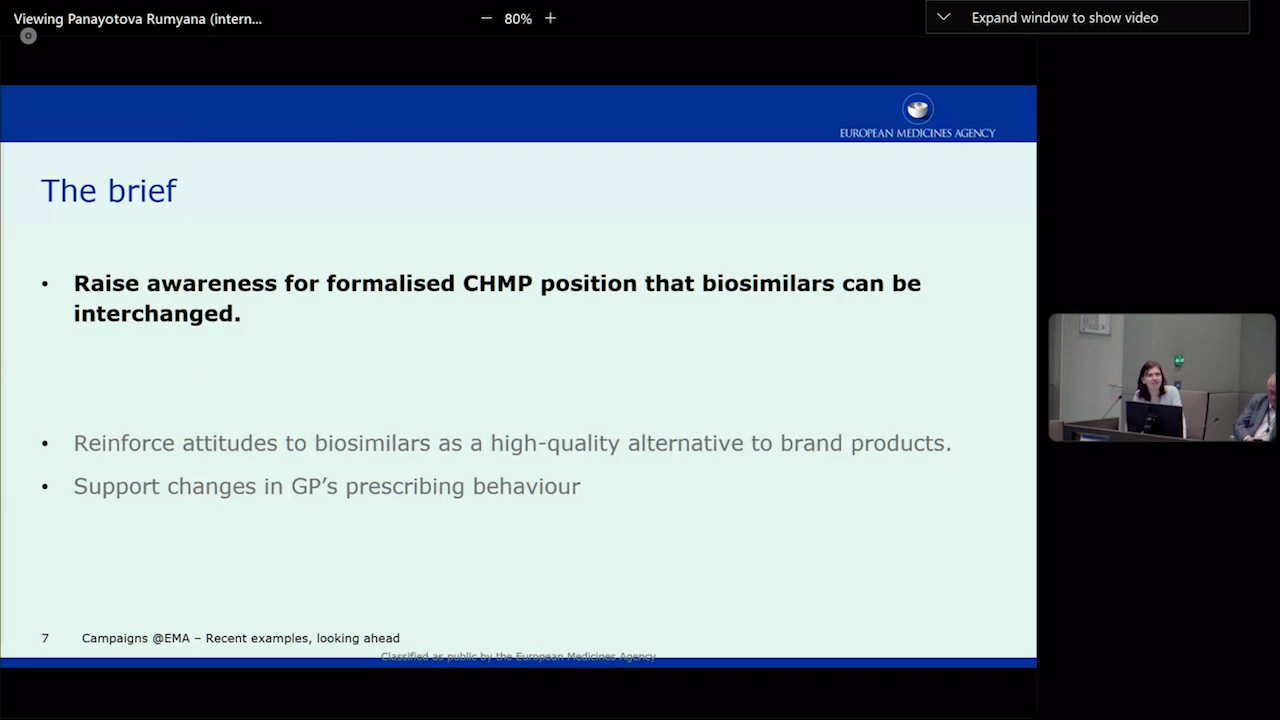 Viewing Panayotova Rumyana (intern...
− 80% +
Expand window to show video
EUROPEAN MEDICINES AGENCY
The brief
• Raise awareness for formalised CHMP position that biosimilars can be
interchanged.
• Reinforce attitudes to biosimilars as a high-quality alternative to brand products.
• Support changes in GP’s prescribing behaviour
7 Campaigns @EMA – Recent examples, looking ahead
Classified as public by the European Medicines Agency